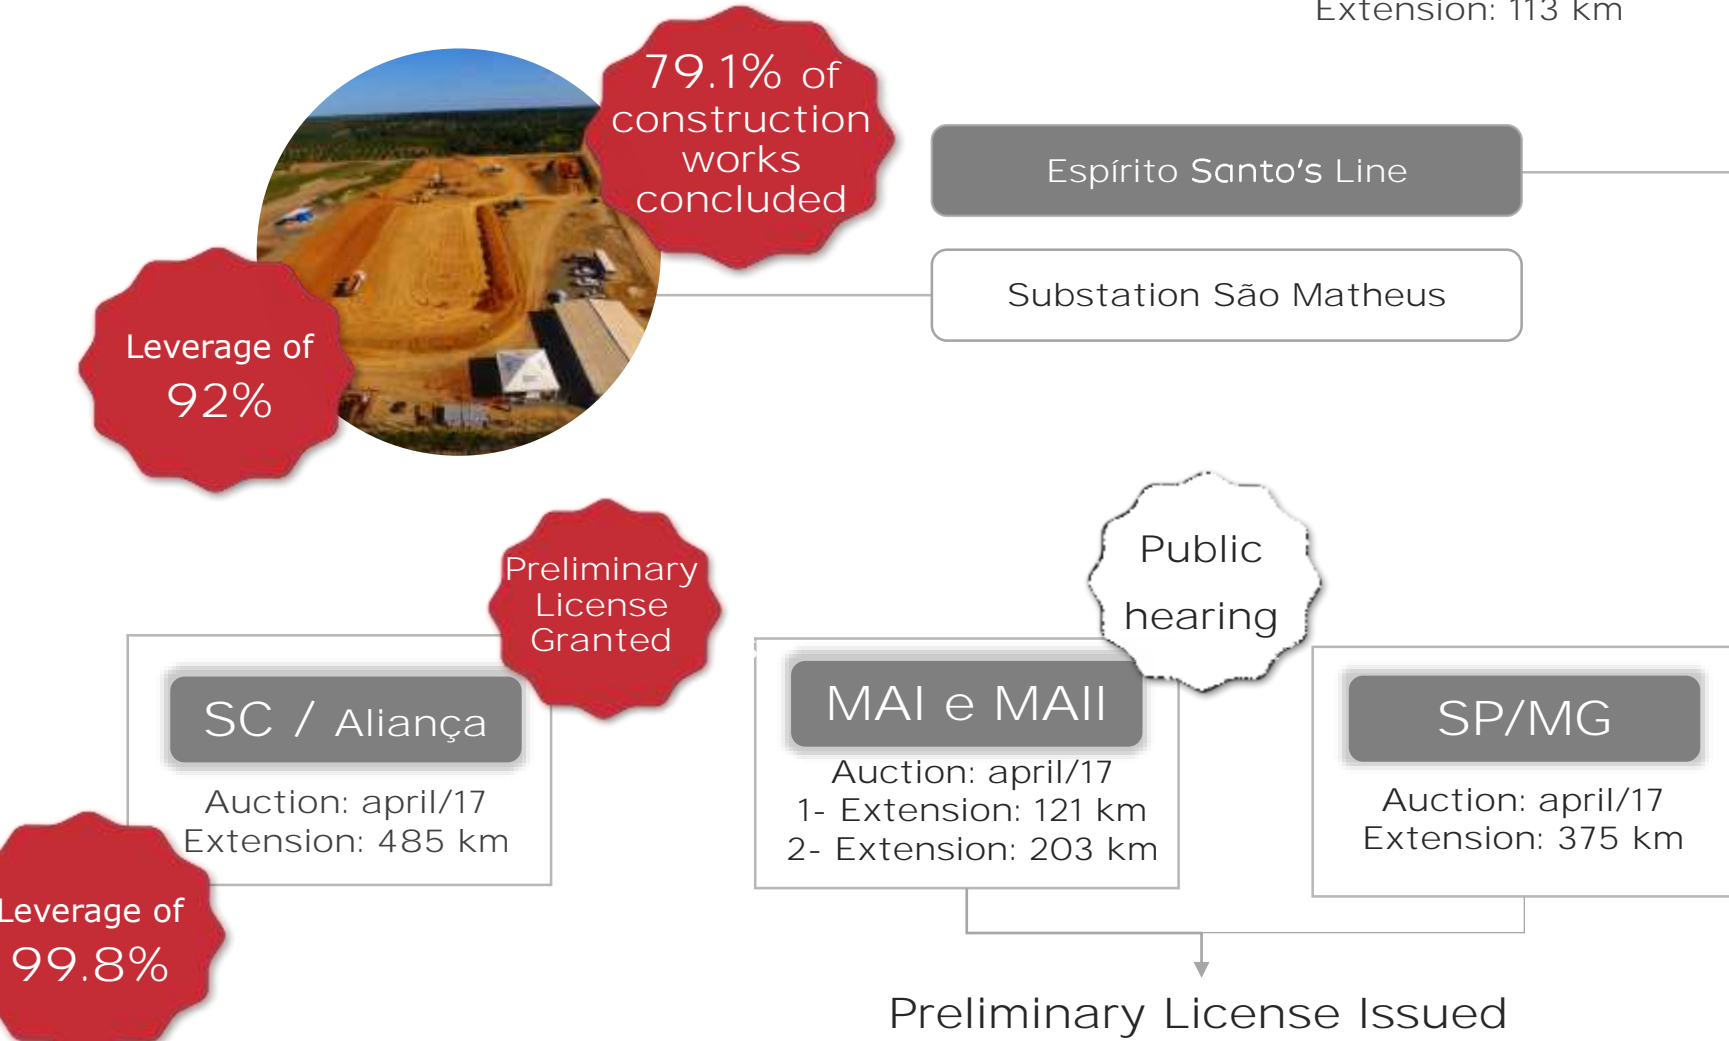 Extension: 113 km
79.1% of
construction
works
concluded
Espírito Santo's Line
Substation São Matheus
Leverage of
92%
Preliminary
License
Granted
Public
hearing
SC / Aliança
Auction: april/17
Extension: 485 km
MAI e MAII
Auction: april/17
1- Extension: 121 km
2- Extension: 203 km
SP/MG
Auction: april/17
Extension: 375 km
Leverage of
99.8%
Preliminary License Issued